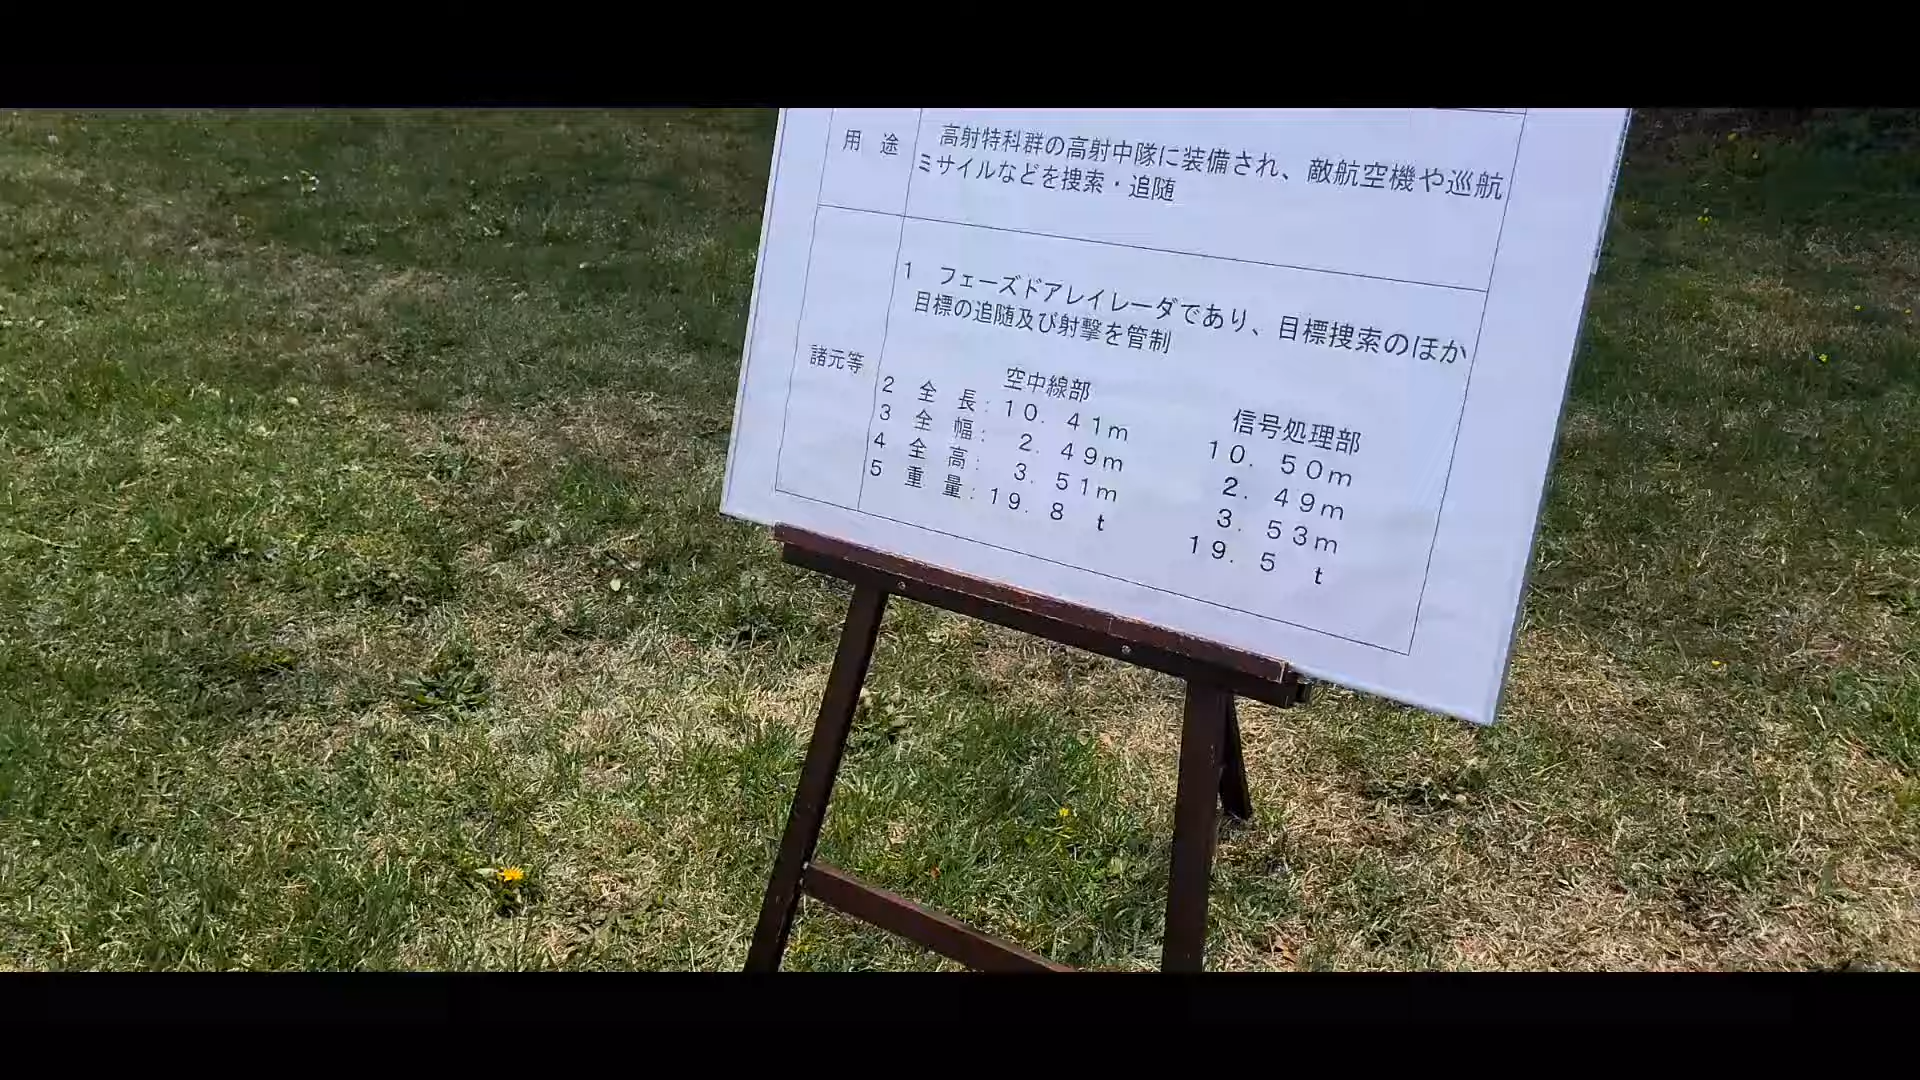 用 途
高射特科群の高射中隊に装備され、敵航空機や巡航
ミサイルなどを捜索・追随
諸元等
1 フェーズドアレイレーダであり、目標捜索のほか
目標の追随及び射撃を管制
空中線部 信号処理部
2 全 長：10．41m 10．50m
3 全 幅： 2．49m 2．49m
4 全 高： 3．51m 3．53m
5 重 量：19．8 t 19．5 t